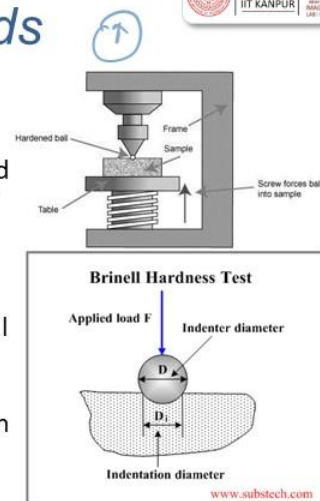 ds
IIT KANPUR
Frame
Hardened ball
Sample
d
Screw forces ball
into sample
Table
Brinell Hardness Test
l
Applied load F
Indenter diameter
D
D i
Indentation diameter
www.substech.com